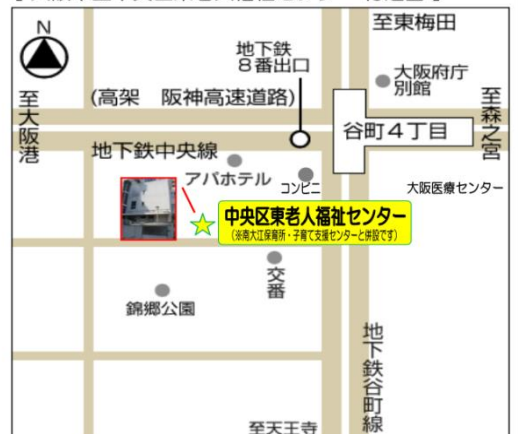 N
至東梅田
地下鉄
8番出口
大阪府庁
別館
至大阪港
(高架 阪神高速道路)
至森之宮
谷町4丁目
地下鉄中央線
アパホテル
コンビニ
大阪医療センター
中央区東老人福祉センター
(※南大江保育所・子育て支援センターと併設です)
交番
錦郷公園
地下鉄谷町線
至天王寺